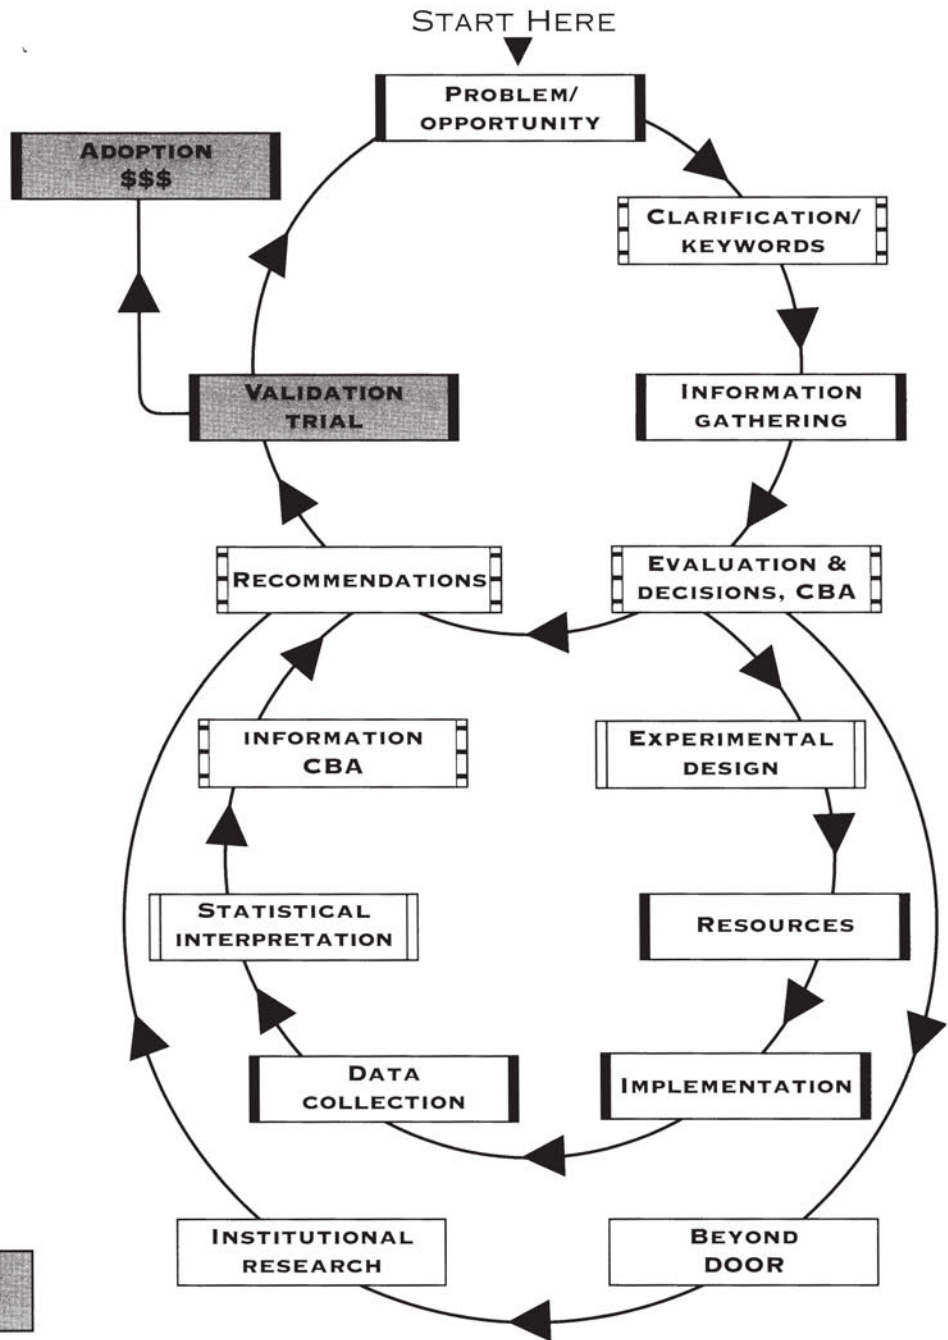 START HERE
PROBLEM/
OPPORTUNITY
ADOPTION
$$$
CLARIFICATION/
KEYWORDS
VALIDATION
TRIAL
INFORMATION
GATHERING
RECOMMENDATIONS
EVALUATION &
DECISIONS, CBA
INFORMATION
CBA
EXPERIMENTAL
DESIGN
STATISTICAL
INTERPRETATION
RESOURCES
DATA
COLLECTION
IMPLEMENTATION
INSTITUTIONAL
RESEARCH
BEYOND
DOOR